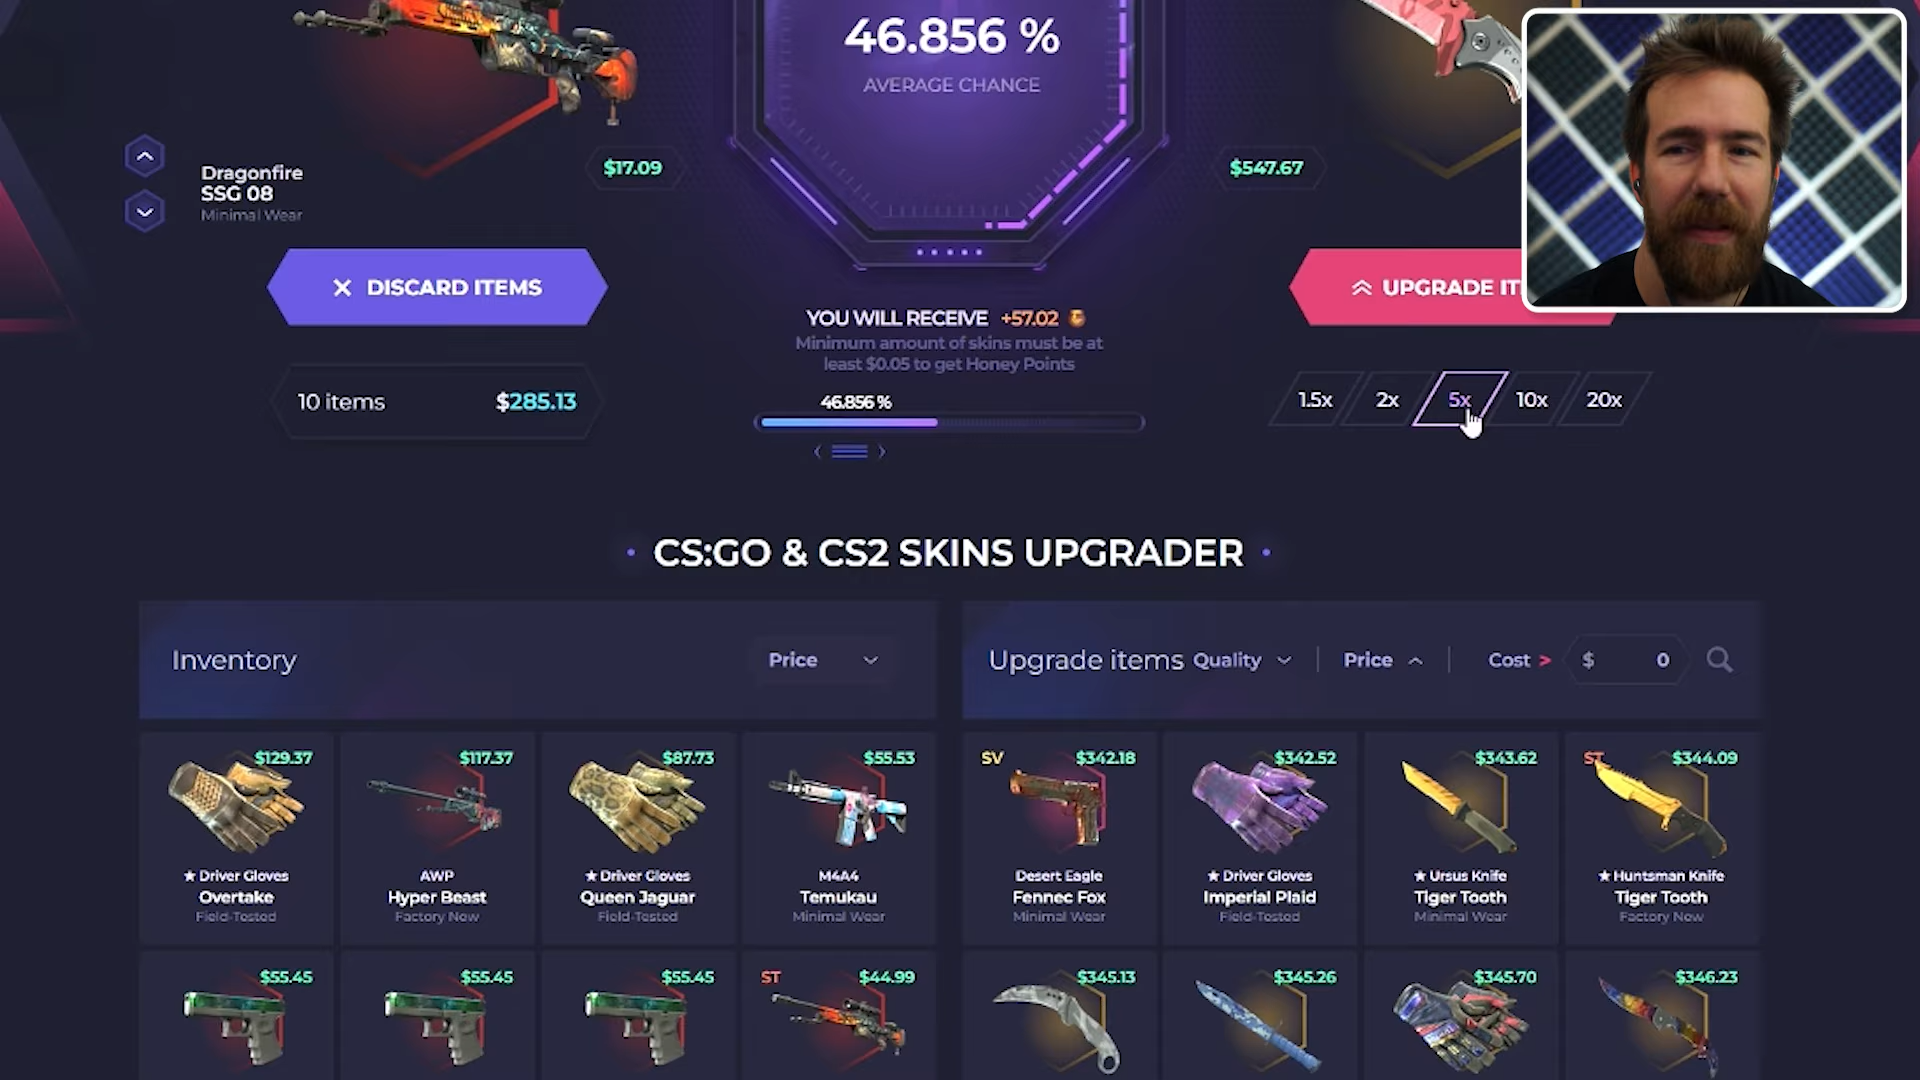 46.856 %
AVERAGE CHANCE
$17.09
$547.67
Dragonfire
SSG 08
Minimal Wear
DISCARD ITEMS
UPGRADE IT
YOU WILL RECEIVE +57.02
Minimum amount of skins must be at
least $0.05 to get Honey Points
10 items $285.13
46.856 %
1.5x 2x 5x 10x 20x
CS:GO & CS2 SKINS UPGRADER
Inventory Price
Upgrade items Quality Price Cost > $ 0
$129.37
★ Driver Gloves
Overtake
Field-Tested
$117.37
AWP
Hyper Beast
Factory New
$87.73
★ Driver Gloves
Queen Jaguar
Field-Tested
$55.53
M4A4
Temukau
Minimal Wear
SV $342.18
Desert Eagle
Fennec Fox
Minimal Wear
$342.52
★ Driver Gloves
Imperial Plaid
Field-Tested
$343.62
★ Ursus Knife
Tiger Tooth
Minimal Wear
ST $344.09
★ Huntsman Knife
Tiger Tooth
Factory New
$55.45
$55.45
$55.45
ST $44.99
$345.13
$345.26
$345.70
$346.23